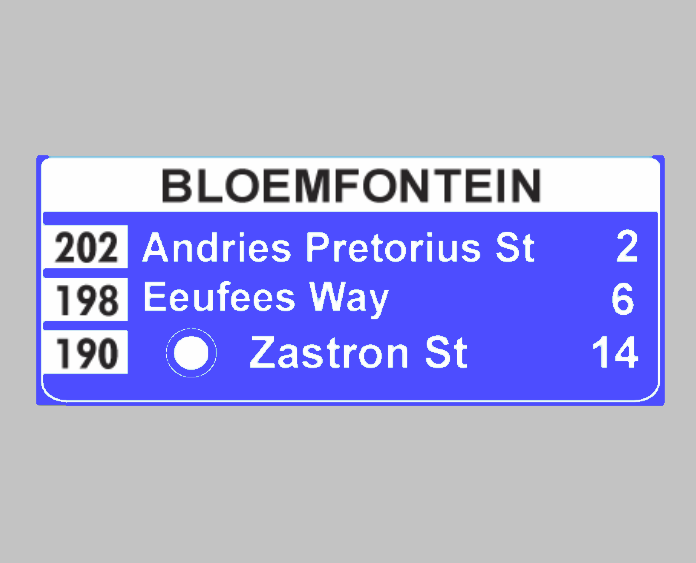 BLOEMFONTEIN
202 Andries Pretorius St 2
198 Eeufees Way 6
190 Zastron St 14